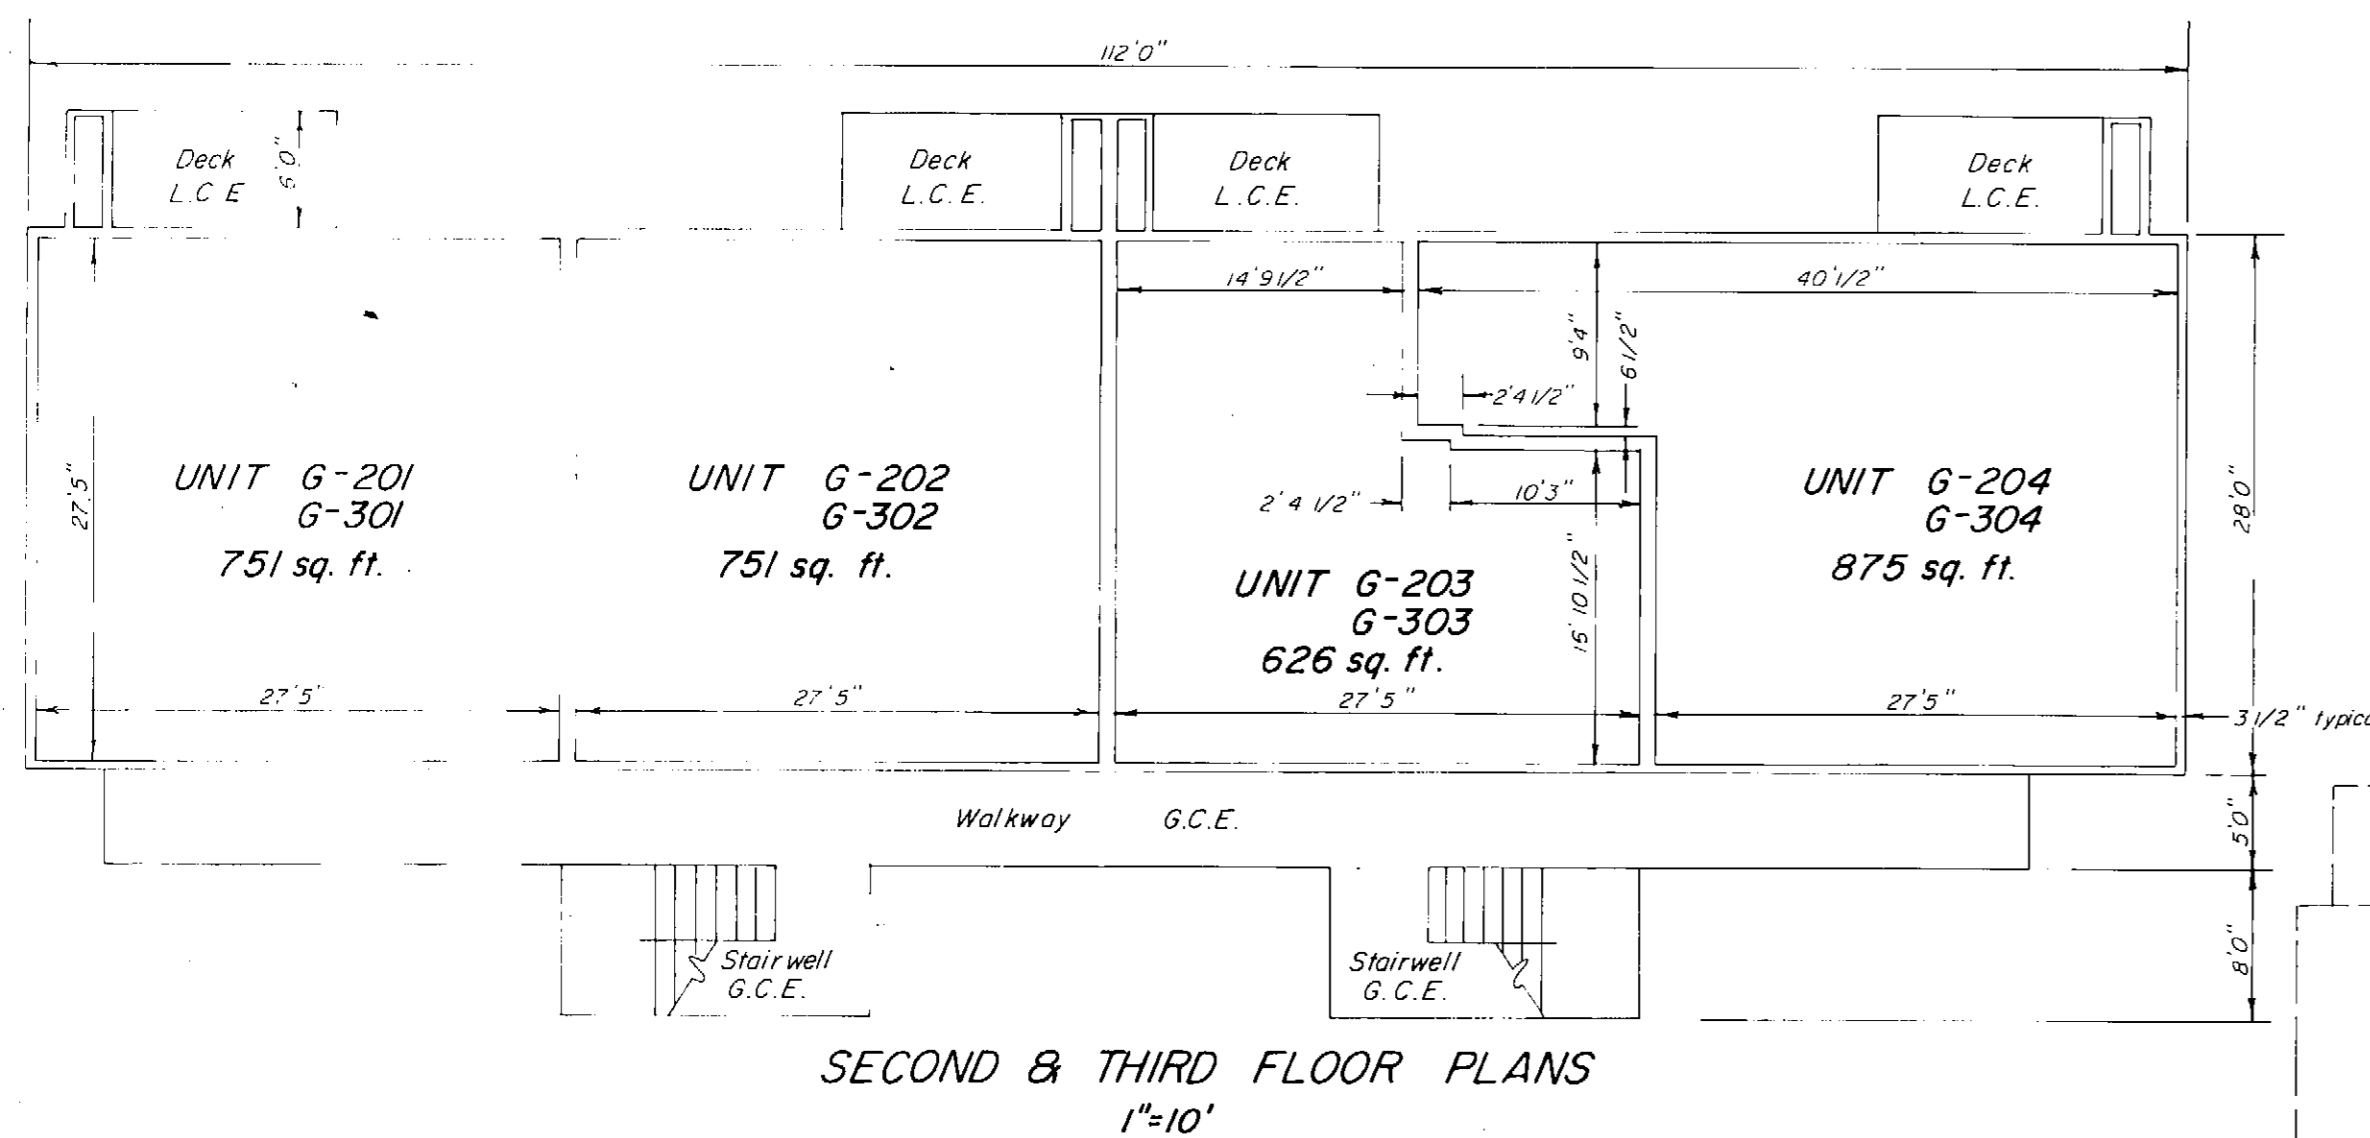 112'0"
Deck
L.C.E
6'0"
Deck
L.C.E.
Deck
L.C.E.
Deck
L.C.E.
14'9 1/2"
40'1/2"
9'4"
6 1/2"
2'4 1/2"
27'5"
UNIT G-201
G-301
751 sq. ft.
UNIT G-202
G-302
751 sq. ft.
2'4 1/2"
10'3"
15'10 1/2"
UNIT G-203
G-303
626 sq. ft.
UNIT G-204
G-304
875 sq. ft.
28'0"
27'5"
27'5"
27'5"
27'5"
3 1/2" typica
Walkway G.C.E.
5'0"
8'0"
Stairwell
G.C.E.
Stairwell
G.C.E.
SECOND & THIRD FLOOR PLANS
1"=10'